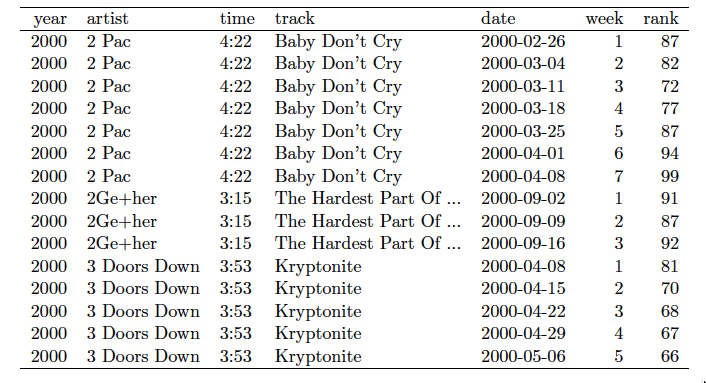 year artist time track date week rank
2000 2 Pac 4:22 Baby Don't Cry 2000-02-26 1 87
2000 2 Pac 4:22 Baby Don't Cry 2000-03-04 2 82
2000 2 Pac 4:22 Baby Don't Cry 2000-03-11 3 72
2000 2 Pac 4:22 Baby Don't Cry 2000-03-18 4 77
2000 2 Pac 4:22 Baby Don't Cry 2000-03-25 5 87
2000 2 Pac 4:22 Baby Don't Cry 2000-04-01 6 94
2000 2 Pac 4:22 Baby Don't Cry 2000-04-08 7 99
2000 2Ge+her 3:15 The Hardest Part Of ... 2000-09-02 1 91
2000 2Ge+her 3:15 The Hardest Part Of ... 2000-09-09 2 87
2000 2Ge+her 3:15 The Hardest Part Of ... 2000-09-16 3 92
2000 3 Doors Down 3:53 Kryptonite 2000-04-08 1 81
2000 3 Doors Down 3:53 Kryptonite 2000-04-15 2 70
2000 3 Doors Down 3:53 Kryptonite 2000-04-22 3 68
2000 3 Doors Down 3:53 Kryptonite 2000-04-29 4 67
2000 3 Doors Down 3:53 Kryptonite 2000-05-06 5 66